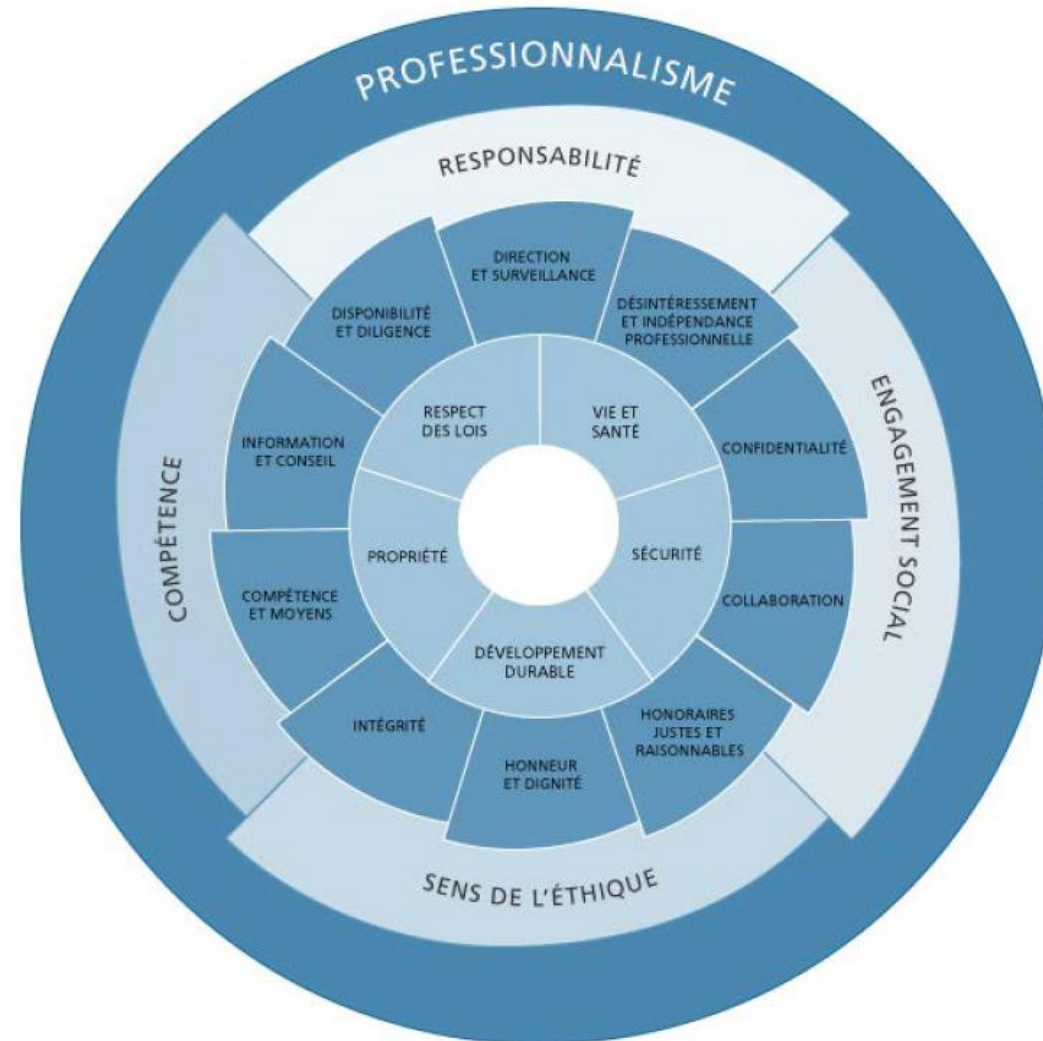 PROFESSIONNALISME
RESPONSABILITÉ
ENGAGEMENT SOCIAL
SENS DE L'ÉTHIQUE
COMPÉTENCE
DIRECTION
ET SURVEILLANCE
DÉSINTÉRESSEMENT
ET INDÉPENDANCE
PROFESSIONNELLE
CONFIDENTIALITÉ
COLLABORATION
HONORAIRES
JUSTES ET
RAISONNABLES
HONNEUR
ET DIGNITÉ
INTÉGRITÉ
COMPÉTENCE
ET MOYENS
INFORMATION
ET CONSEIL
DISPONIBILITÉ
ET DILIGENCE
VIE ET
SANTÉ
SÉCURITÉ
DÉVELOPPEMENT
DURABLE
PROPRIÉTÉ
RESPECT
DES LOIS